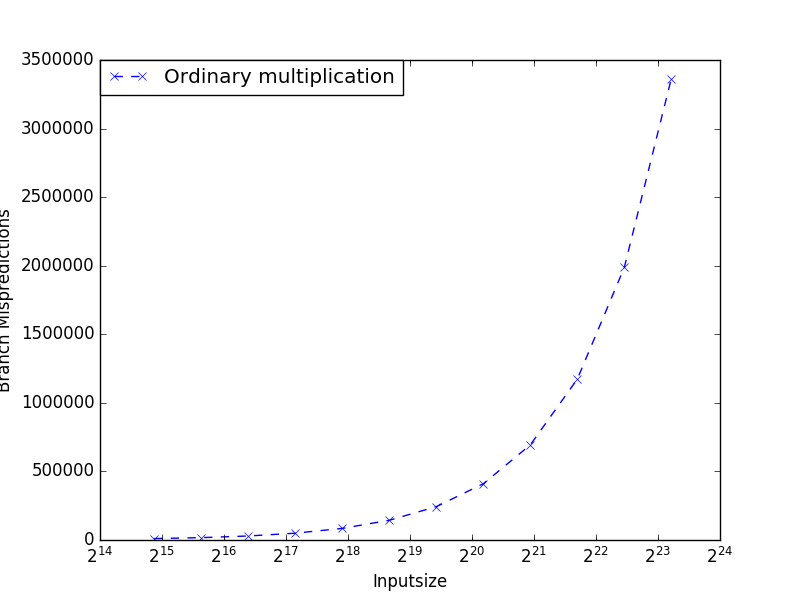 Ordinary multiplication
3500000
3000000
2500000
2000000
1500000
1000000
500000
0
Branch Mispredictions
2^14 2^15 2^16 2^17 2^18 2^19 2^20 2^21 2^22 2^23 2^24
Inputsize